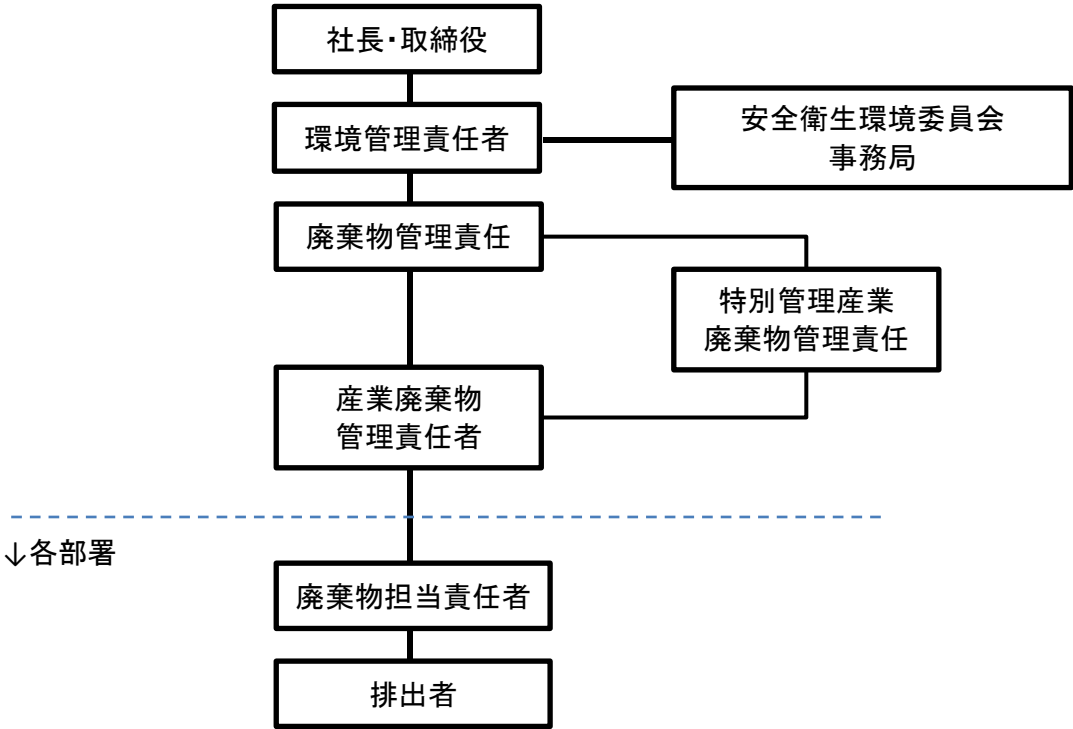 社長・取締役
環境管理責任者
安全衛生環境委員会
事務局
廃棄物管理責任
特別管理産業
廃棄物管理責任
産業廃棄物
管理責任者
↓各部署
廃棄物担当責任者
排出者